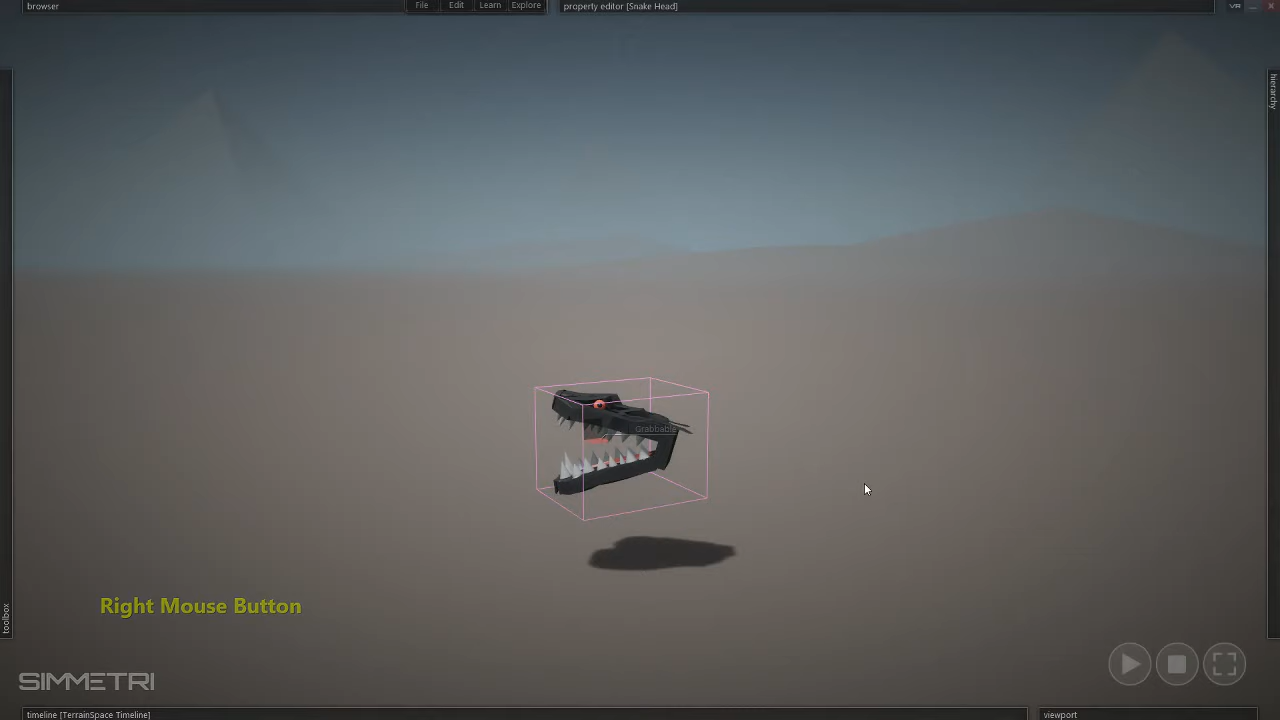 browser
File Edit Learn Explore
property editor [Snake Head]
VR
hierarchy
Grabbable
toolbox
Right Mouse Button
SIMMETRI
timeline [TerrainSpace Timeline]
viewport